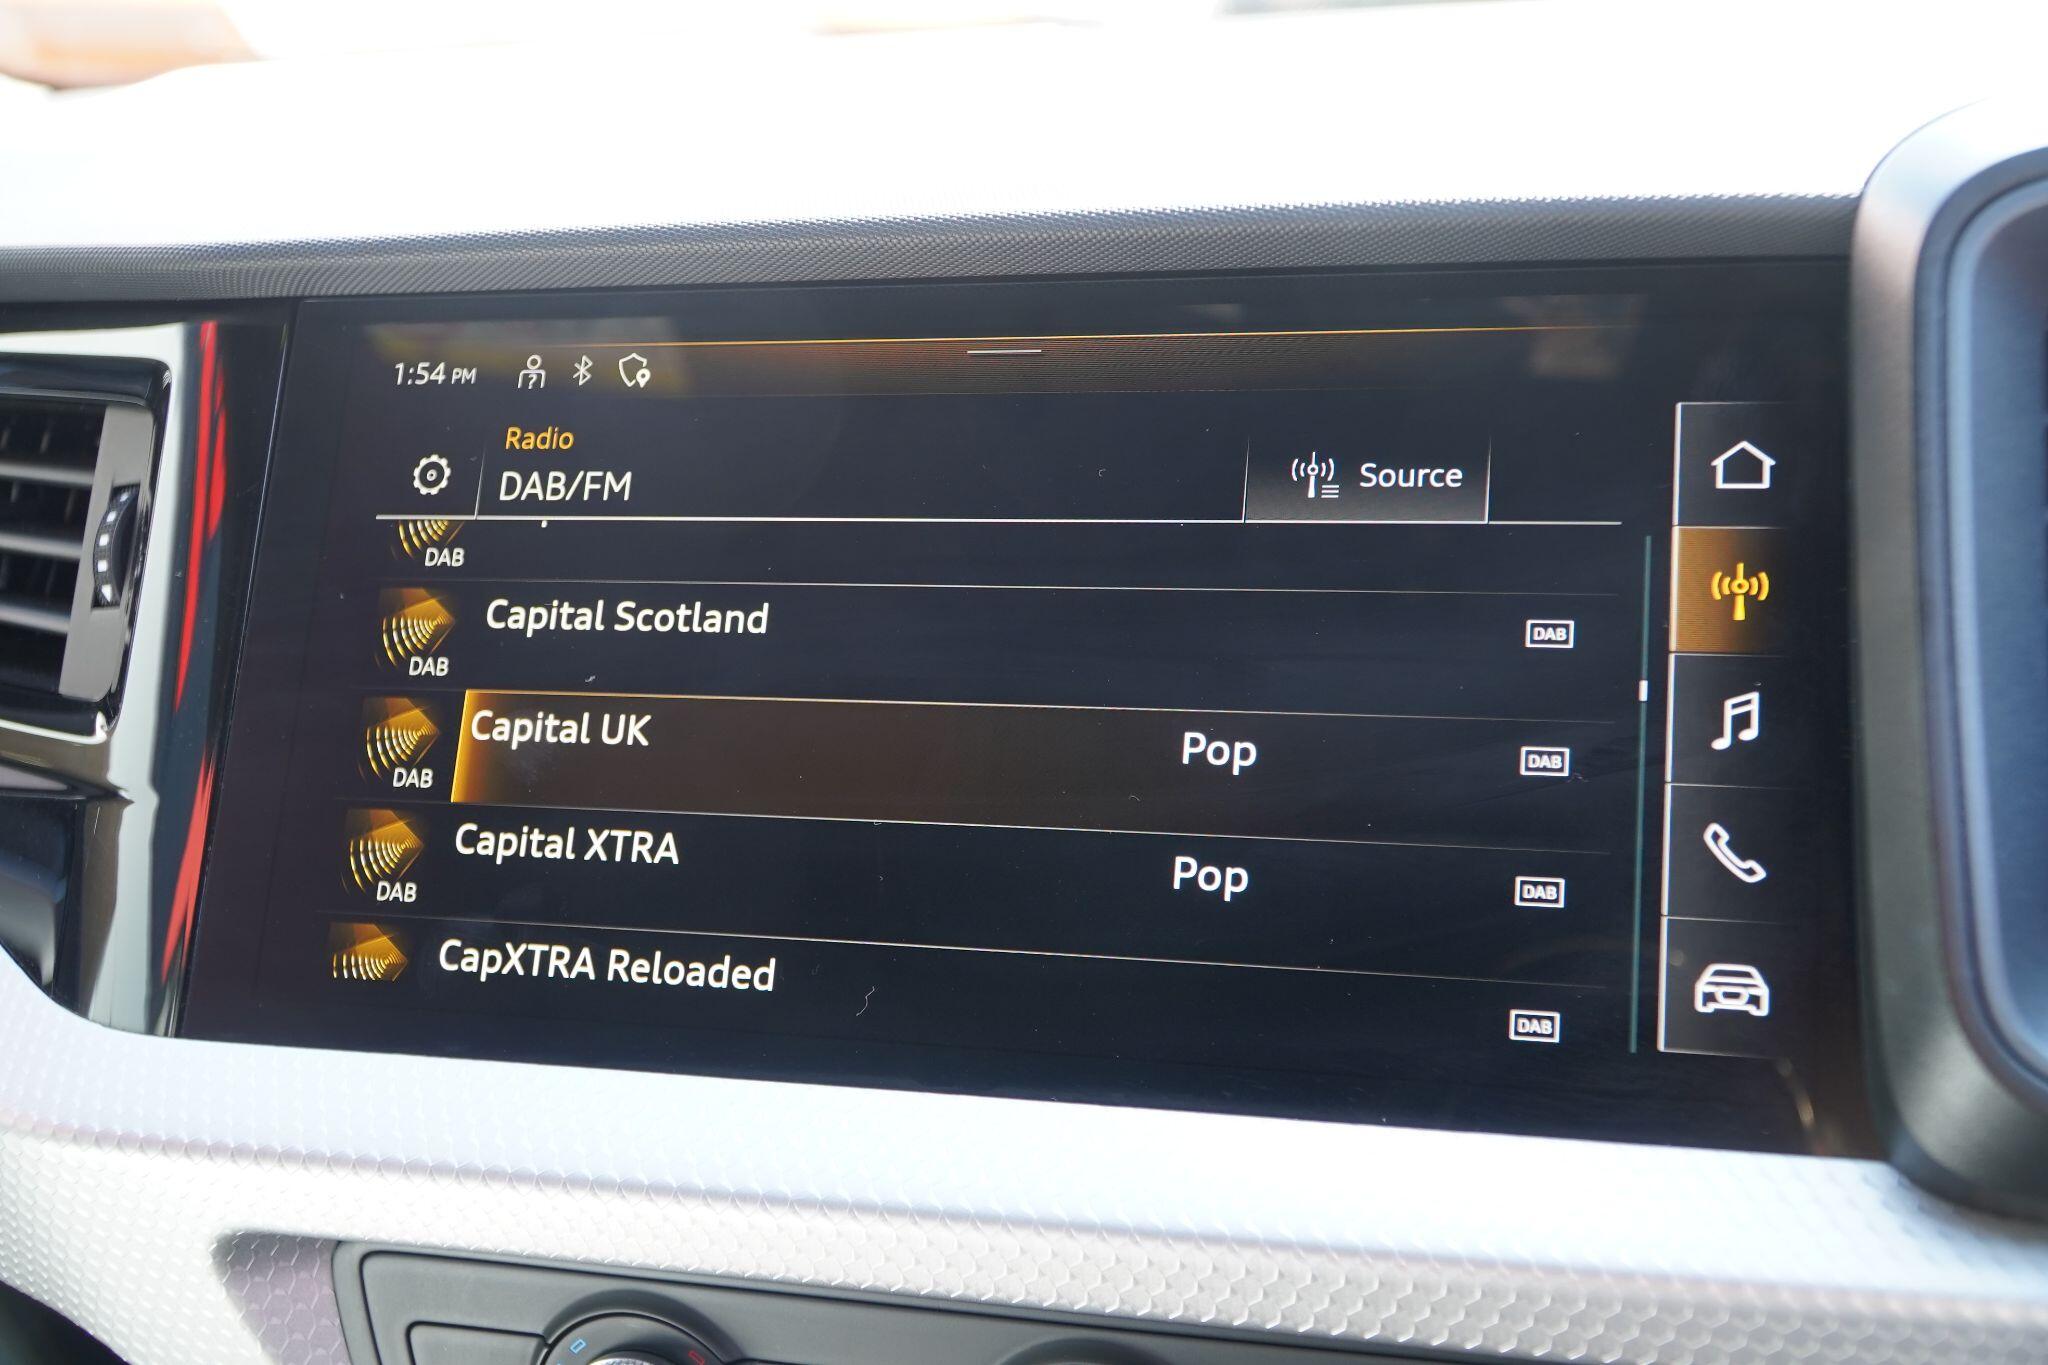 1:54 PM
Radio
DAB/FM
Source
DAB
Capital Scotland
DAB
DAB
Capital UK
Pop
DAB
DAB
Capital XTRA
Pop
DAB
DAB
CapXTRA Reloaded
DAB